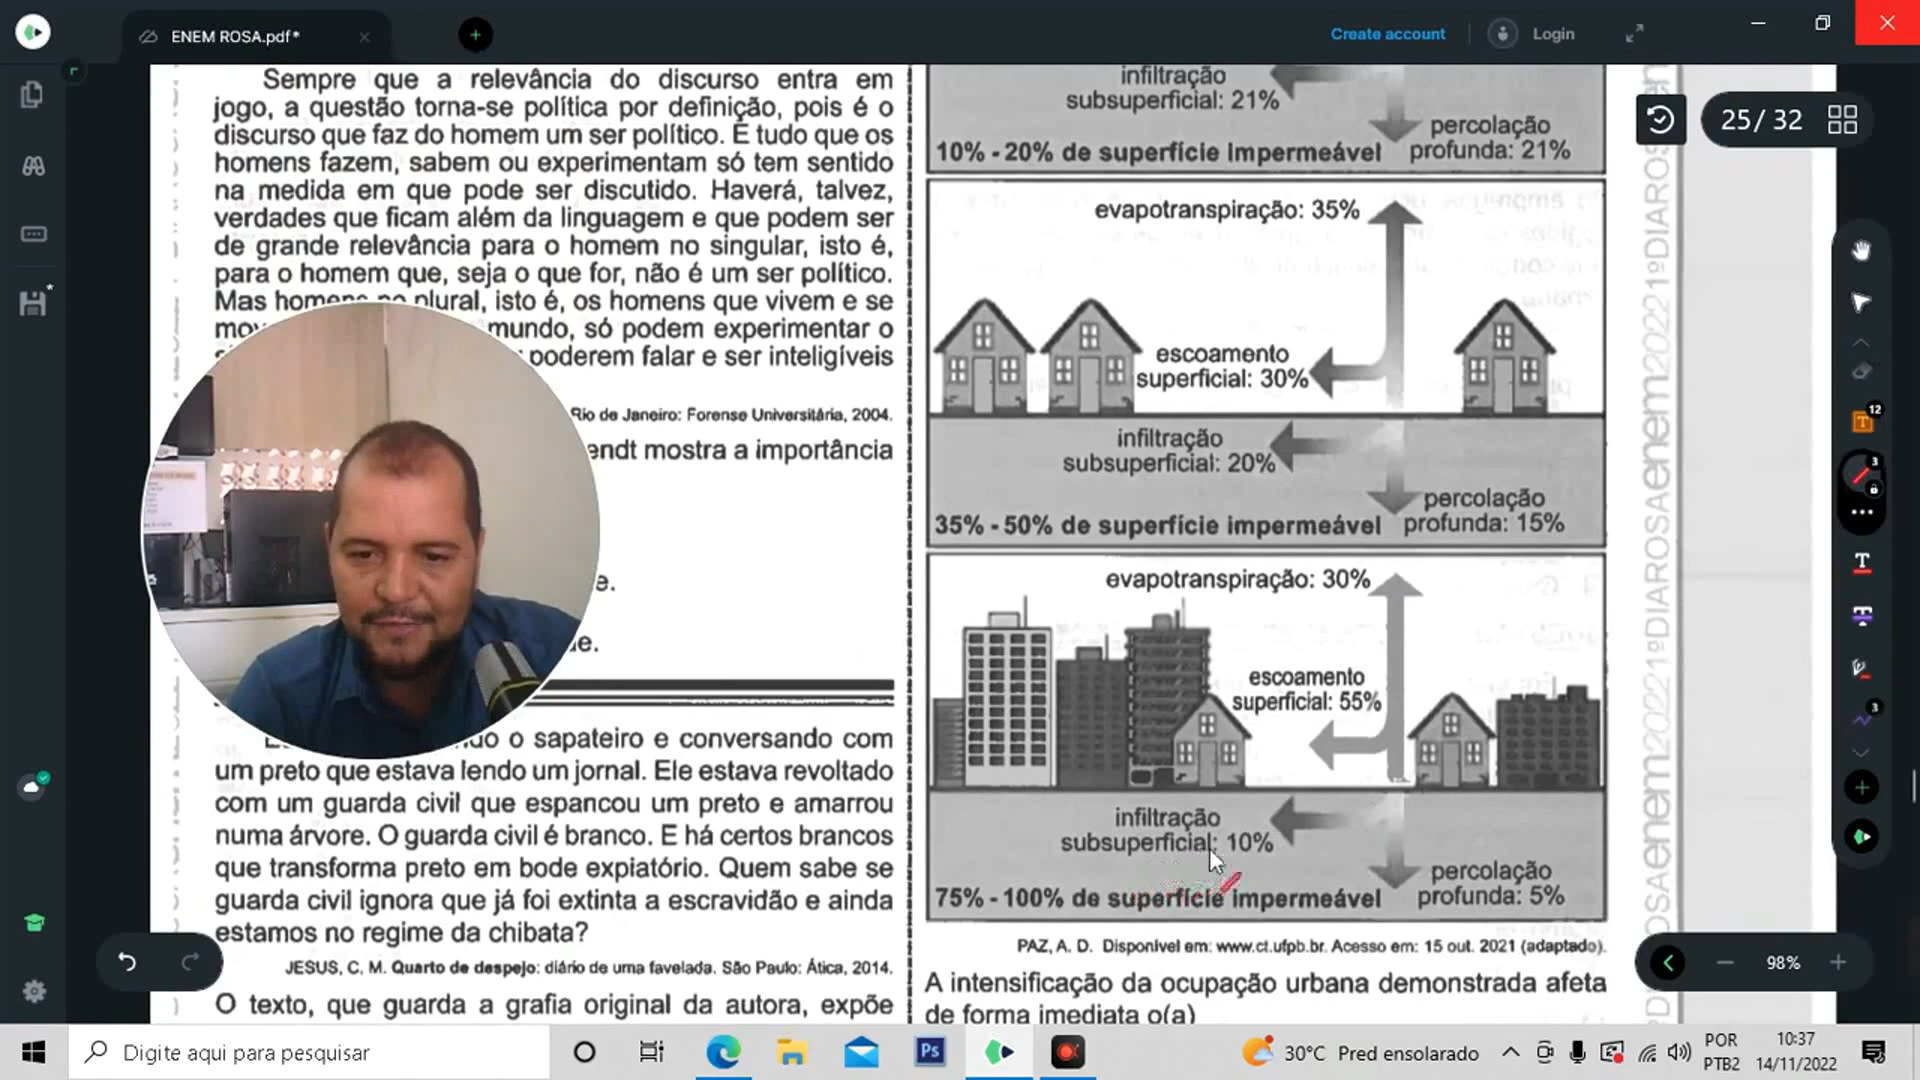 ENEM ROSA.pdf*
Create account
Login
25/ 32
Sempre que a relevância do discurso entra em
jogo, a questão torna-se política por definição, pois é o
discurso que faz do homem um ser político. E tudo que os
homens fazem, sabem ou experimentam só tem sentido
na medida em que pode ser discutido. Haverá, talvez,
verdades que ficam além da linguagem e que podem ser
de grande relevância para o homem no singular, isto é,
para o homem que, seja o que for, não é um ser político.
Mas homens no plural, isto é, os homens que vivem e se
mundo, só podem experimentar o
poderem falar e ser inteligíveis
Rio de Janeiro: Forense Universitária, 2004.
endt mostra a importância
e.
de.
o sapateiro e conversando com
um preto que estava lendo um jornal. Ele estava revoltado
com um guarda civil que espancou um preto e amarrou
numa árvore. O guarda civil é branco. E há certos brancos
que transforma preto em bode expiatório. Quem sabe se
guarda civil ignora que já foi extinta a escravidão e ainda
estamos no regime da chibata?
JESUS, C. M. Quarto de despejo: diário de uma favelada. São Paulo: Ática, 2014.
O texto, que guarda a grafia original da autora, expõe
infiltração
subsuperficial: 21%
percolação
profunda: 21%
10% - 20% de superfície impermeável
evapotranspiração: 35%
escoamento
superficial: 30%
infiltração
subsuperficial: 20%
percolação
profunda: 15%
35% - 50% de superfície impermeável
evapotranspiração: 30%
escoamento
superficial: 55%
infiltração
subsuperficial: 10%
percolação
profunda: 5%
75% - 100% de superfície impermeável
PAZ, A. D. Disponível em: www.ct.ufpb.br. Acesso em: 15 out. 2021 (adaptado).
A intensificação da ocupação urbana demonstrada afeta
de forma imediata o(a)
enem20221ºDIAROSA
12
3
T
3
98%
Digite aqui para pesquisar
Ps
30°C Pred ensolarado
POR
PTB2
10:37
14/11/2022